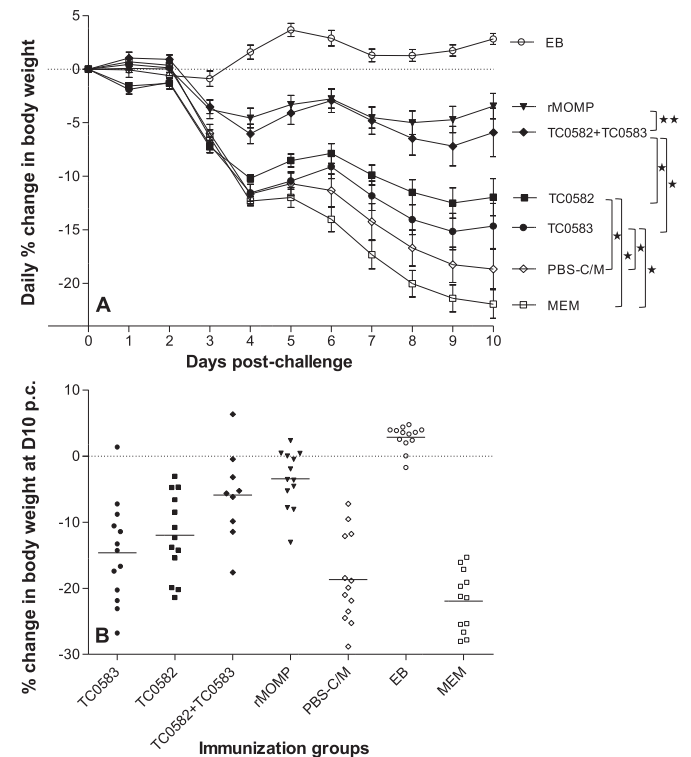 5
0
-5
-10
-15
-20
Daily % change in body weight
A
0 1 2 3 4 5 6 7 8 9 10
Days post-challenge
EB
rMOMP
TC0582+TC0583
TC0582
TC0583
PBS-C/M
MEM
★★
★
★
★
★
★
★
10
0
-10
-20
-30
% change in body weight at D10 p.c.
B
TC0583
TC0582
TC0582+TC0583
rMOMP
PBS-C/M
EB
MEM
Immunization groups